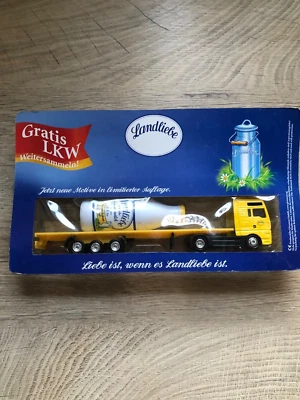 Landliebe
Gratis
LKW
Weitersammeln!
Jetzt neue Motive in limitierter Auflage.
Liebe ist, wenn es Landliebe ist.